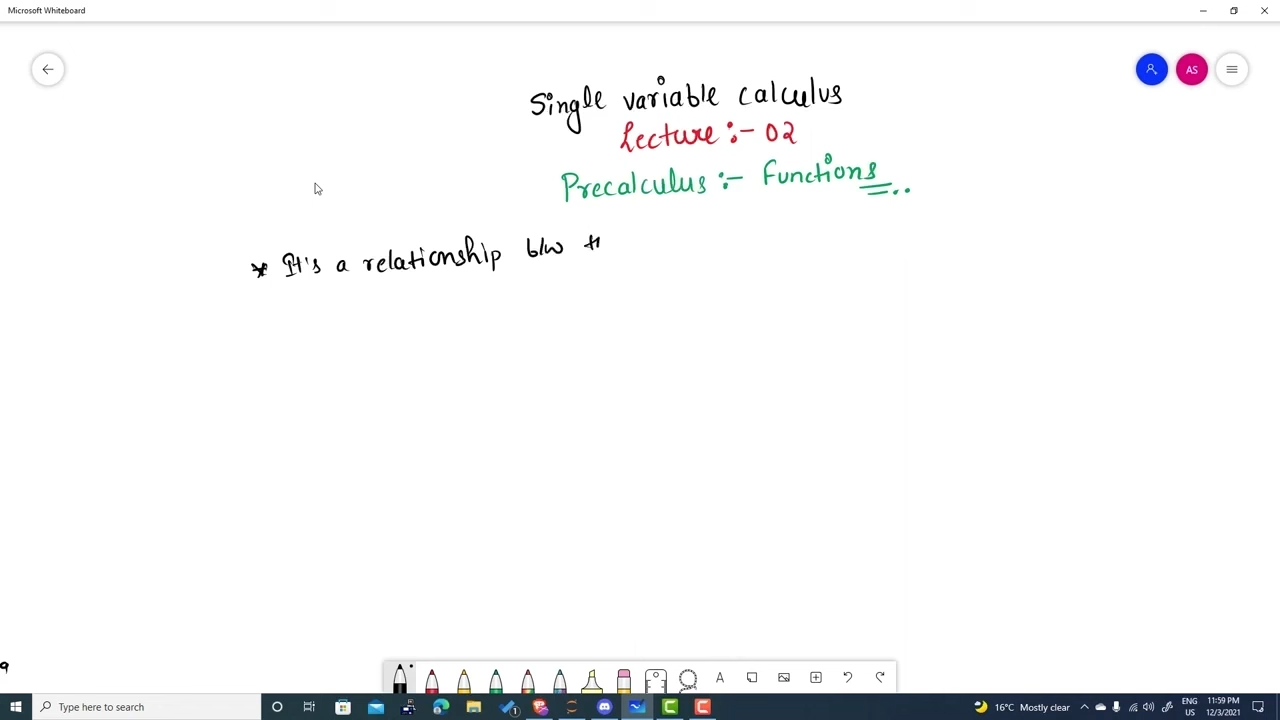 Microsoft Whiteboard
AS
Single variable calculus
Lecture :- 02
Precalculus :- Functions..
* It's a relationship b/w
A
Type here to search
16°C Mostly clear
ENG
US
11:59 PM
12/3/2021